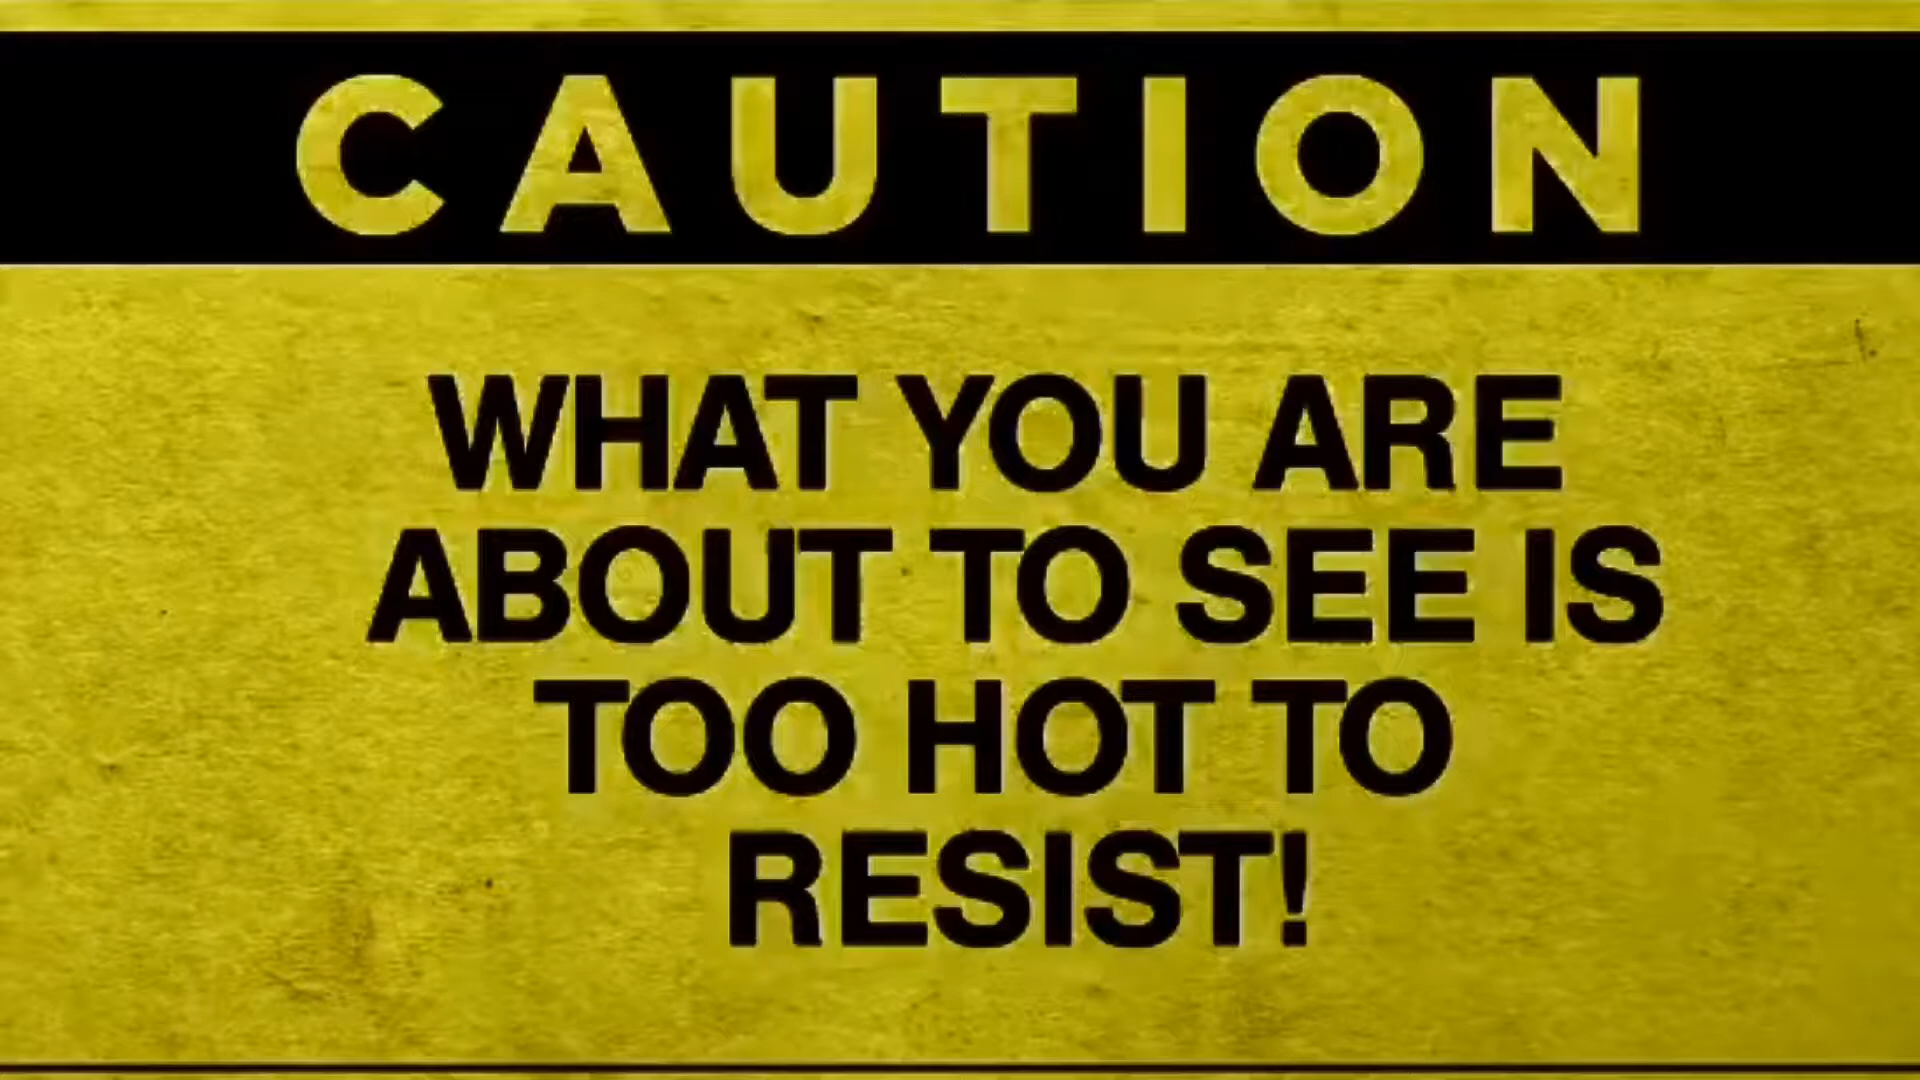 CAUTION
WHAT YOU ARE
ABOUT TO SEE IS
TOO HOT TO
RESIST!